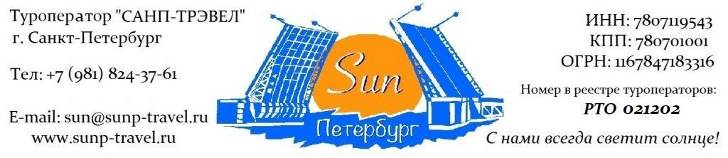 Туроператор "САНП-ТРЭВЕЛ"
г. Санкт-Петербург
Тел: +7 (981) 824-37-61
E-mail: sun@sunp-travel.ru
www.sunp-travel.ru
Sun
Петербург
ИНН: 7807119543
КПП: 780701001
ОГРН: 1167847183316
Номер в реестре туроператоров:
РТО 021202
С нами всегда светит солнце!